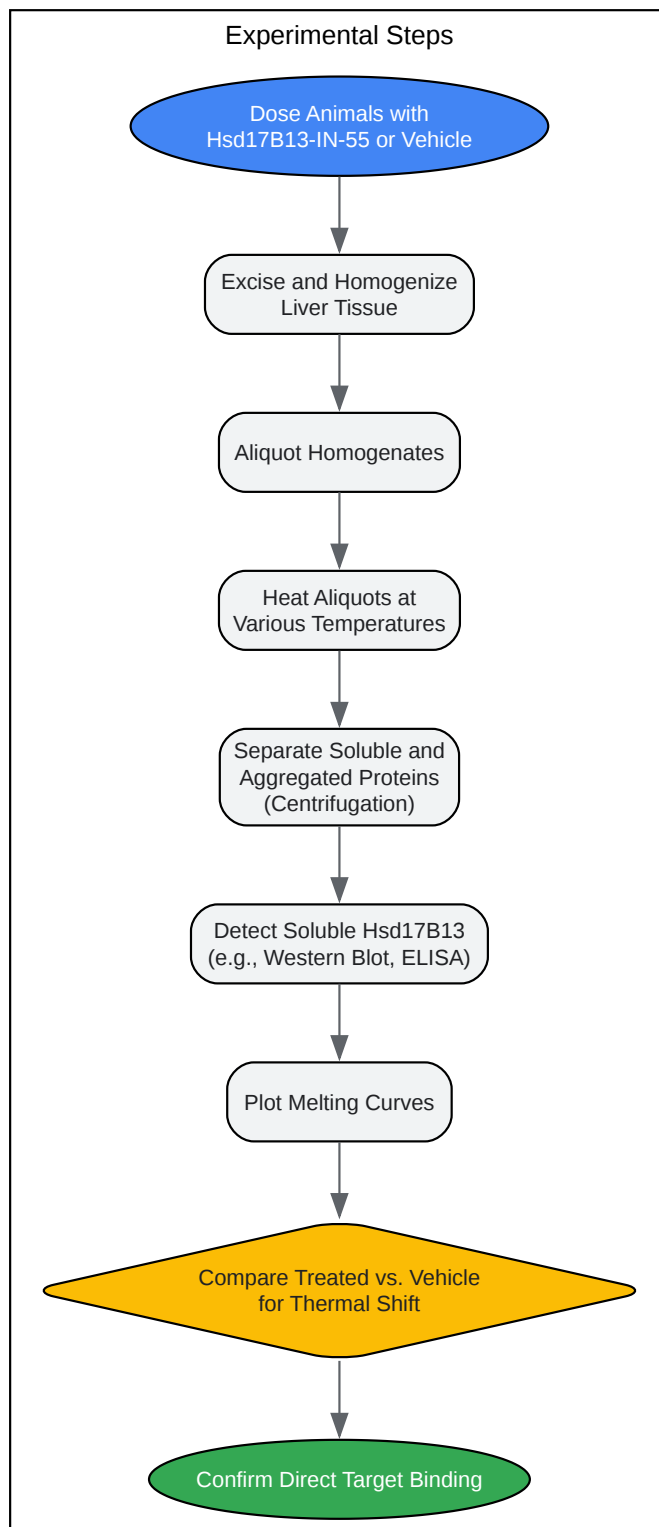 Experimental Steps
Dose Animals with
Hsd17B13-IN-55 or Vehicle
Excise and Homogenize
Liver Tissue
Aliquot Homogenates
Heat Aliquots at
Various Temperatures
Separate Soluble and
Aggregated Proteins
(Centrifugation)
Detect Soluble Hsd17B13
(e.g., Western Blot, ELISA)
Plot Melting Curves
Compare Treated vs. Vehicle
for Thermal Shift
Confirm Direct Target Binding